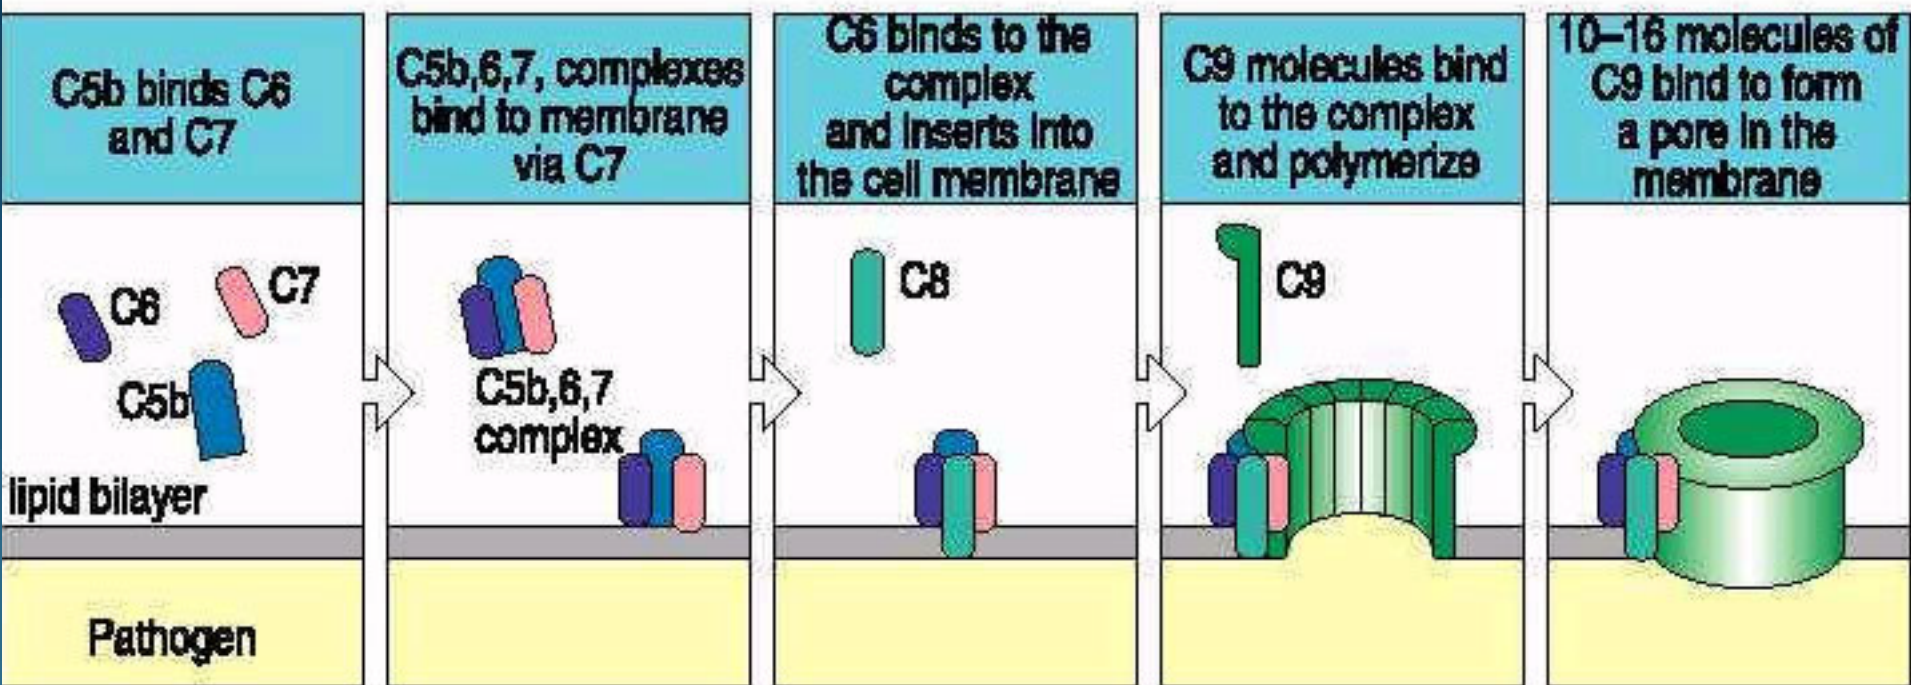 C5b binds C6
and C7
C5b,6,7, complexes
bind to membrane
via C7
C6 binds to the
complex
and inserts into
the cell membrane
C9 molecules bind
to the complex
and polymerize
10–16 molecules of
C9 bind to form
a pore in the
membrane
C6
C7
C5b
lipid bilayer
Pathogen
C5b,6,7
complex
C8
C9